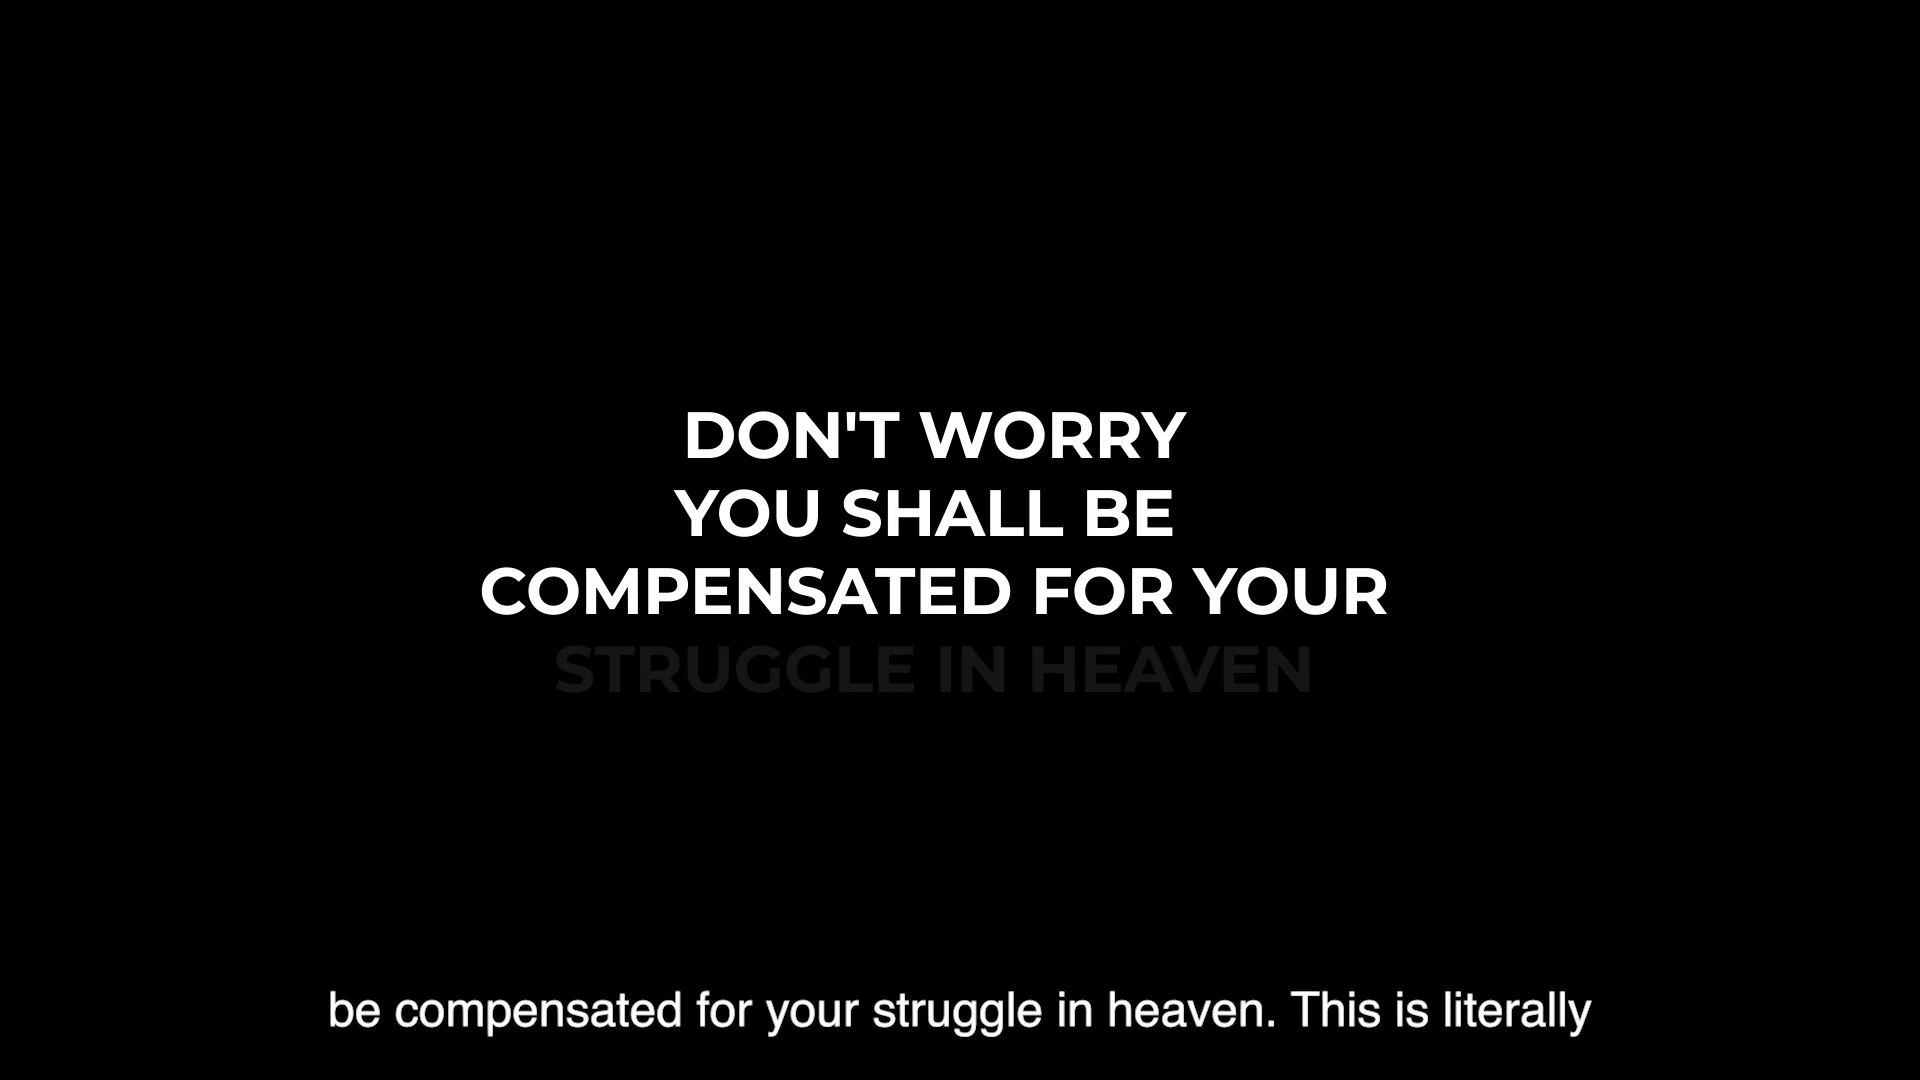 DON'T WORRY
YOU SHALL BE
COMPENSATED FOR YOUR
STRUGGLE IN HEAVEN
be compensated for your struggle in heaven. This is literally